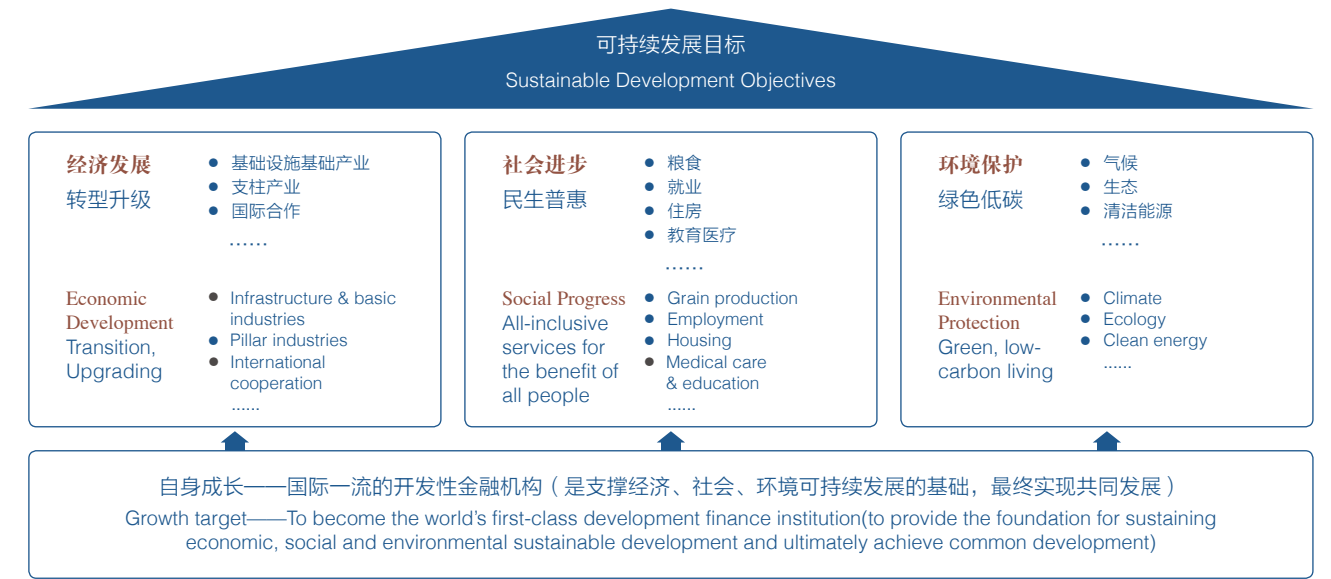 可持续发展目标
Sustainable Development Objectives
经济发展
转型升级
● 基础设施基础产业
● 支柱产业
● 国际合作
......
Economic
Development
Transition,
Upgrading
● Infrastructure & basic
industries
● Pillar industries
● International
cooperation
......
社会进步
民生普惠
● 粮食
● 就业
● 住房
● 教育医疗
......
Social Progress
All-inclusive
services for
the benefit of
all people
● Grain production
● Employment
● Housing
● Medical care
& education
......
环境保护
绿色低碳
● 气候
● 生态
● 清洁能源
......
Environmental
Protection
Green, low-
carbon living
● Climate
● Ecology
● Clean energy
......
自身成长——国际一流的开发性金融机构（是支撑经济、社会、环境可持续发展的基础，最终实现共同发展）
Growth target——To become the world's first-class development finance institution(to provide the foundation for sustaining
economic, social and environmental sustainable development and ultimately achieve common development)